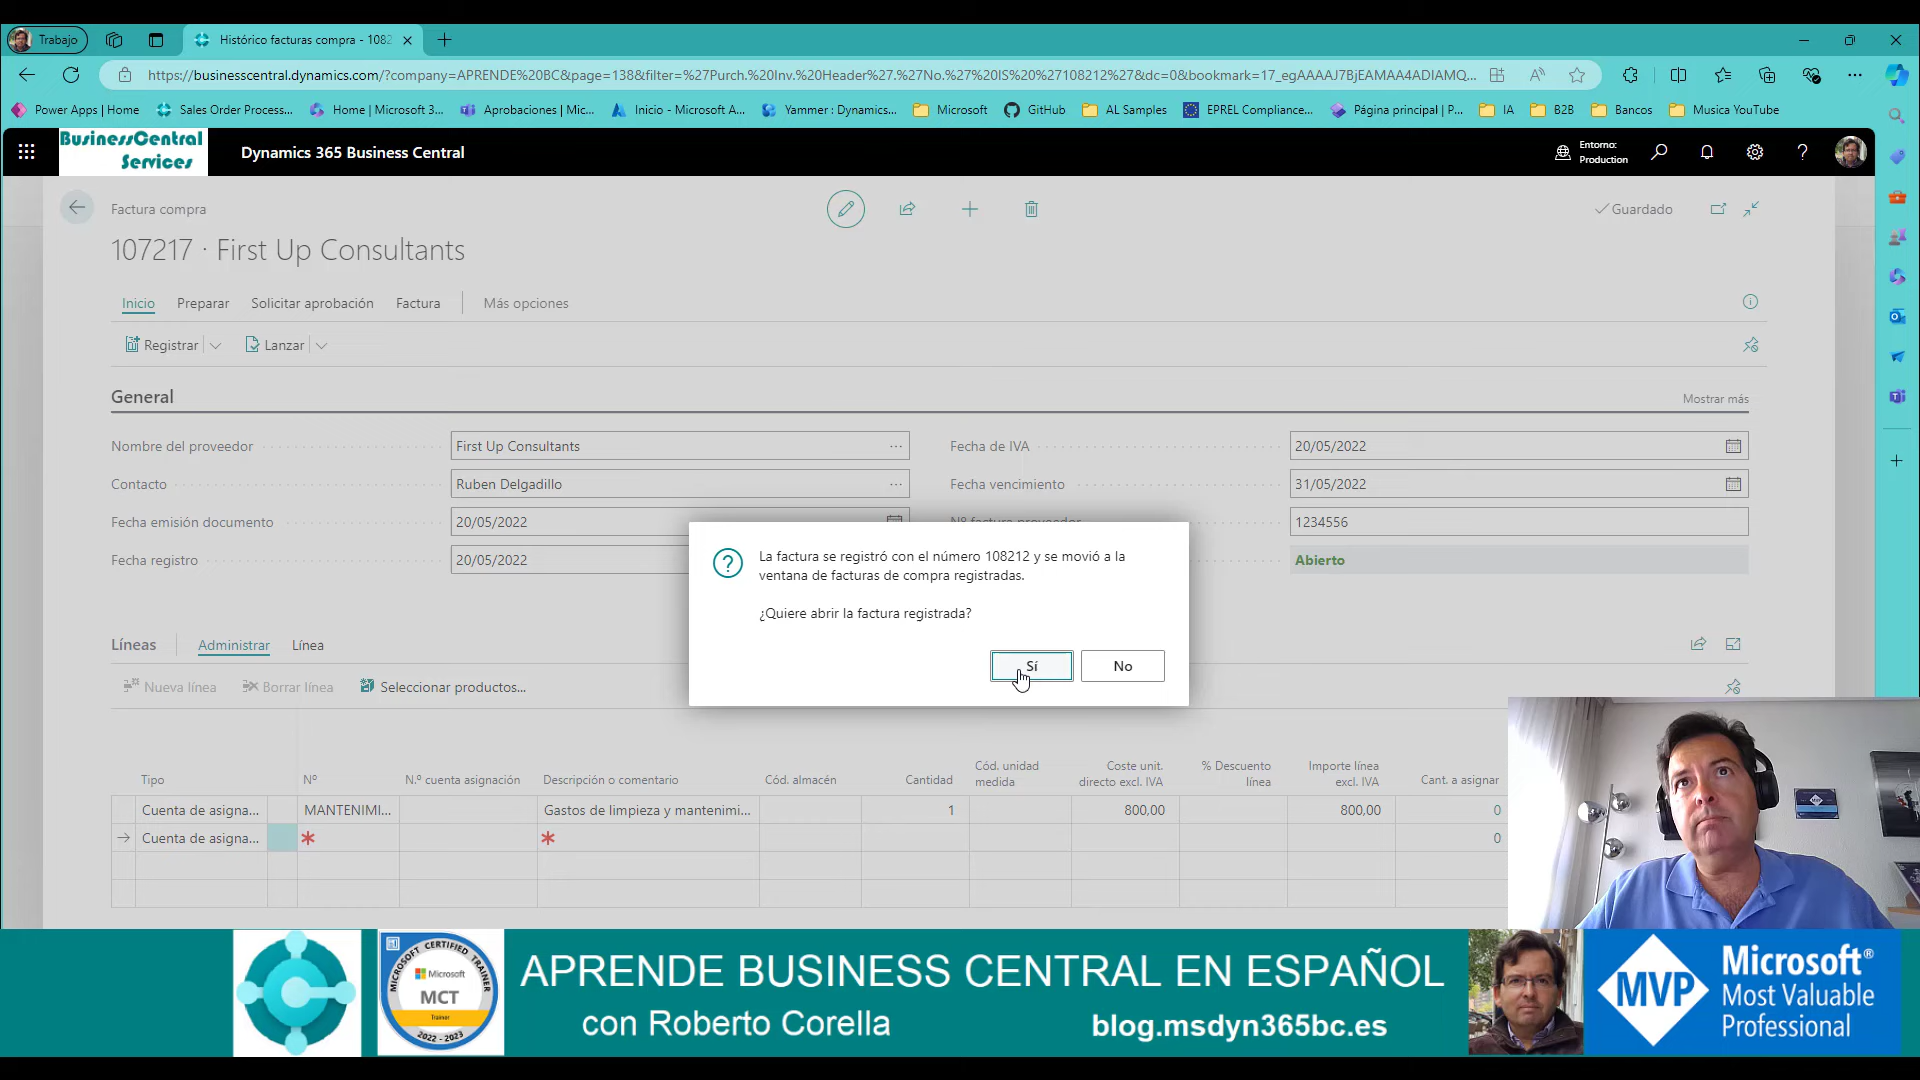 Trabajo
Histórico facturas compra - 1082
https://businesscentral.dynamics.com/?company=APRENDE%20BC&page=138&filter=%27Purch.%20Inv.%20Header%27.%27No.%27%20IS%20%27108212%27&dc=0&bookmark=17_egAAAAJ7BjEAMAA4ADIAMQ...
Power Apps | Home
Sales Order Process...
Home | Microsoft 3...
Aprobaciones | Mic...
Inicio - Microsoft A...
Yammer : Dynamics...
Microsoft
GitHub
AL Samples
EPREL Compliance...
Página principal | P...
IA
B2B
Bancos
Musica YouTube
BusinessCentral
Services
Dynamics 365 Business Central
Entorno:
Production
Factura compra
Guardado
107217 · First Up Consultants
Inicio
Preparar
Solicitar aprobación
Factura
Más opciones
Registrar
Lanzar
General
Mostrar más
Nombre del proveedor
First Up Consultants
Fecha de IVA
20/05/2022
Contacto
Ruben Delgadillo
Fecha vencimiento
31/05/2022
Fecha emisión documento
20/05/2022
Nº factura proveedor
1234556
Fecha registro
20/05/2022
Abierto
La factura se registró con el número 108212 y se movió a la
ventana de facturas de compra registradas.
¿Quiere abrir la factura registrada?
Sí
No
Líneas
Administrar
Línea
Nueva línea
Borrar línea
Seleccionar productos...
Tipo
Nº
N.º cuenta asignación
Descripción o comentario
Cód. almacén
Cantidad
Cód. unidad
medida
Coste unit.
directo excl. IVA
% Descuento
línea
Importe línea
excl. IVA
Cant. a asignar
Cuenta de asigna...
MANTENIMI...
Gastos de limpieza y mantenimi...
1
800,00
800,00
0
Cuenta de asigna...
0
MICROSOFT CERTIFIED TRAINER
Microsoft
MCT
Trainer
2022 - 2023
APRENDE BUSINESS CENTRAL EN ESPAÑOL
con Roberto Corella
blog.msdyn365bc.es
MVP
Microsoft®
Most Valuable
Professional